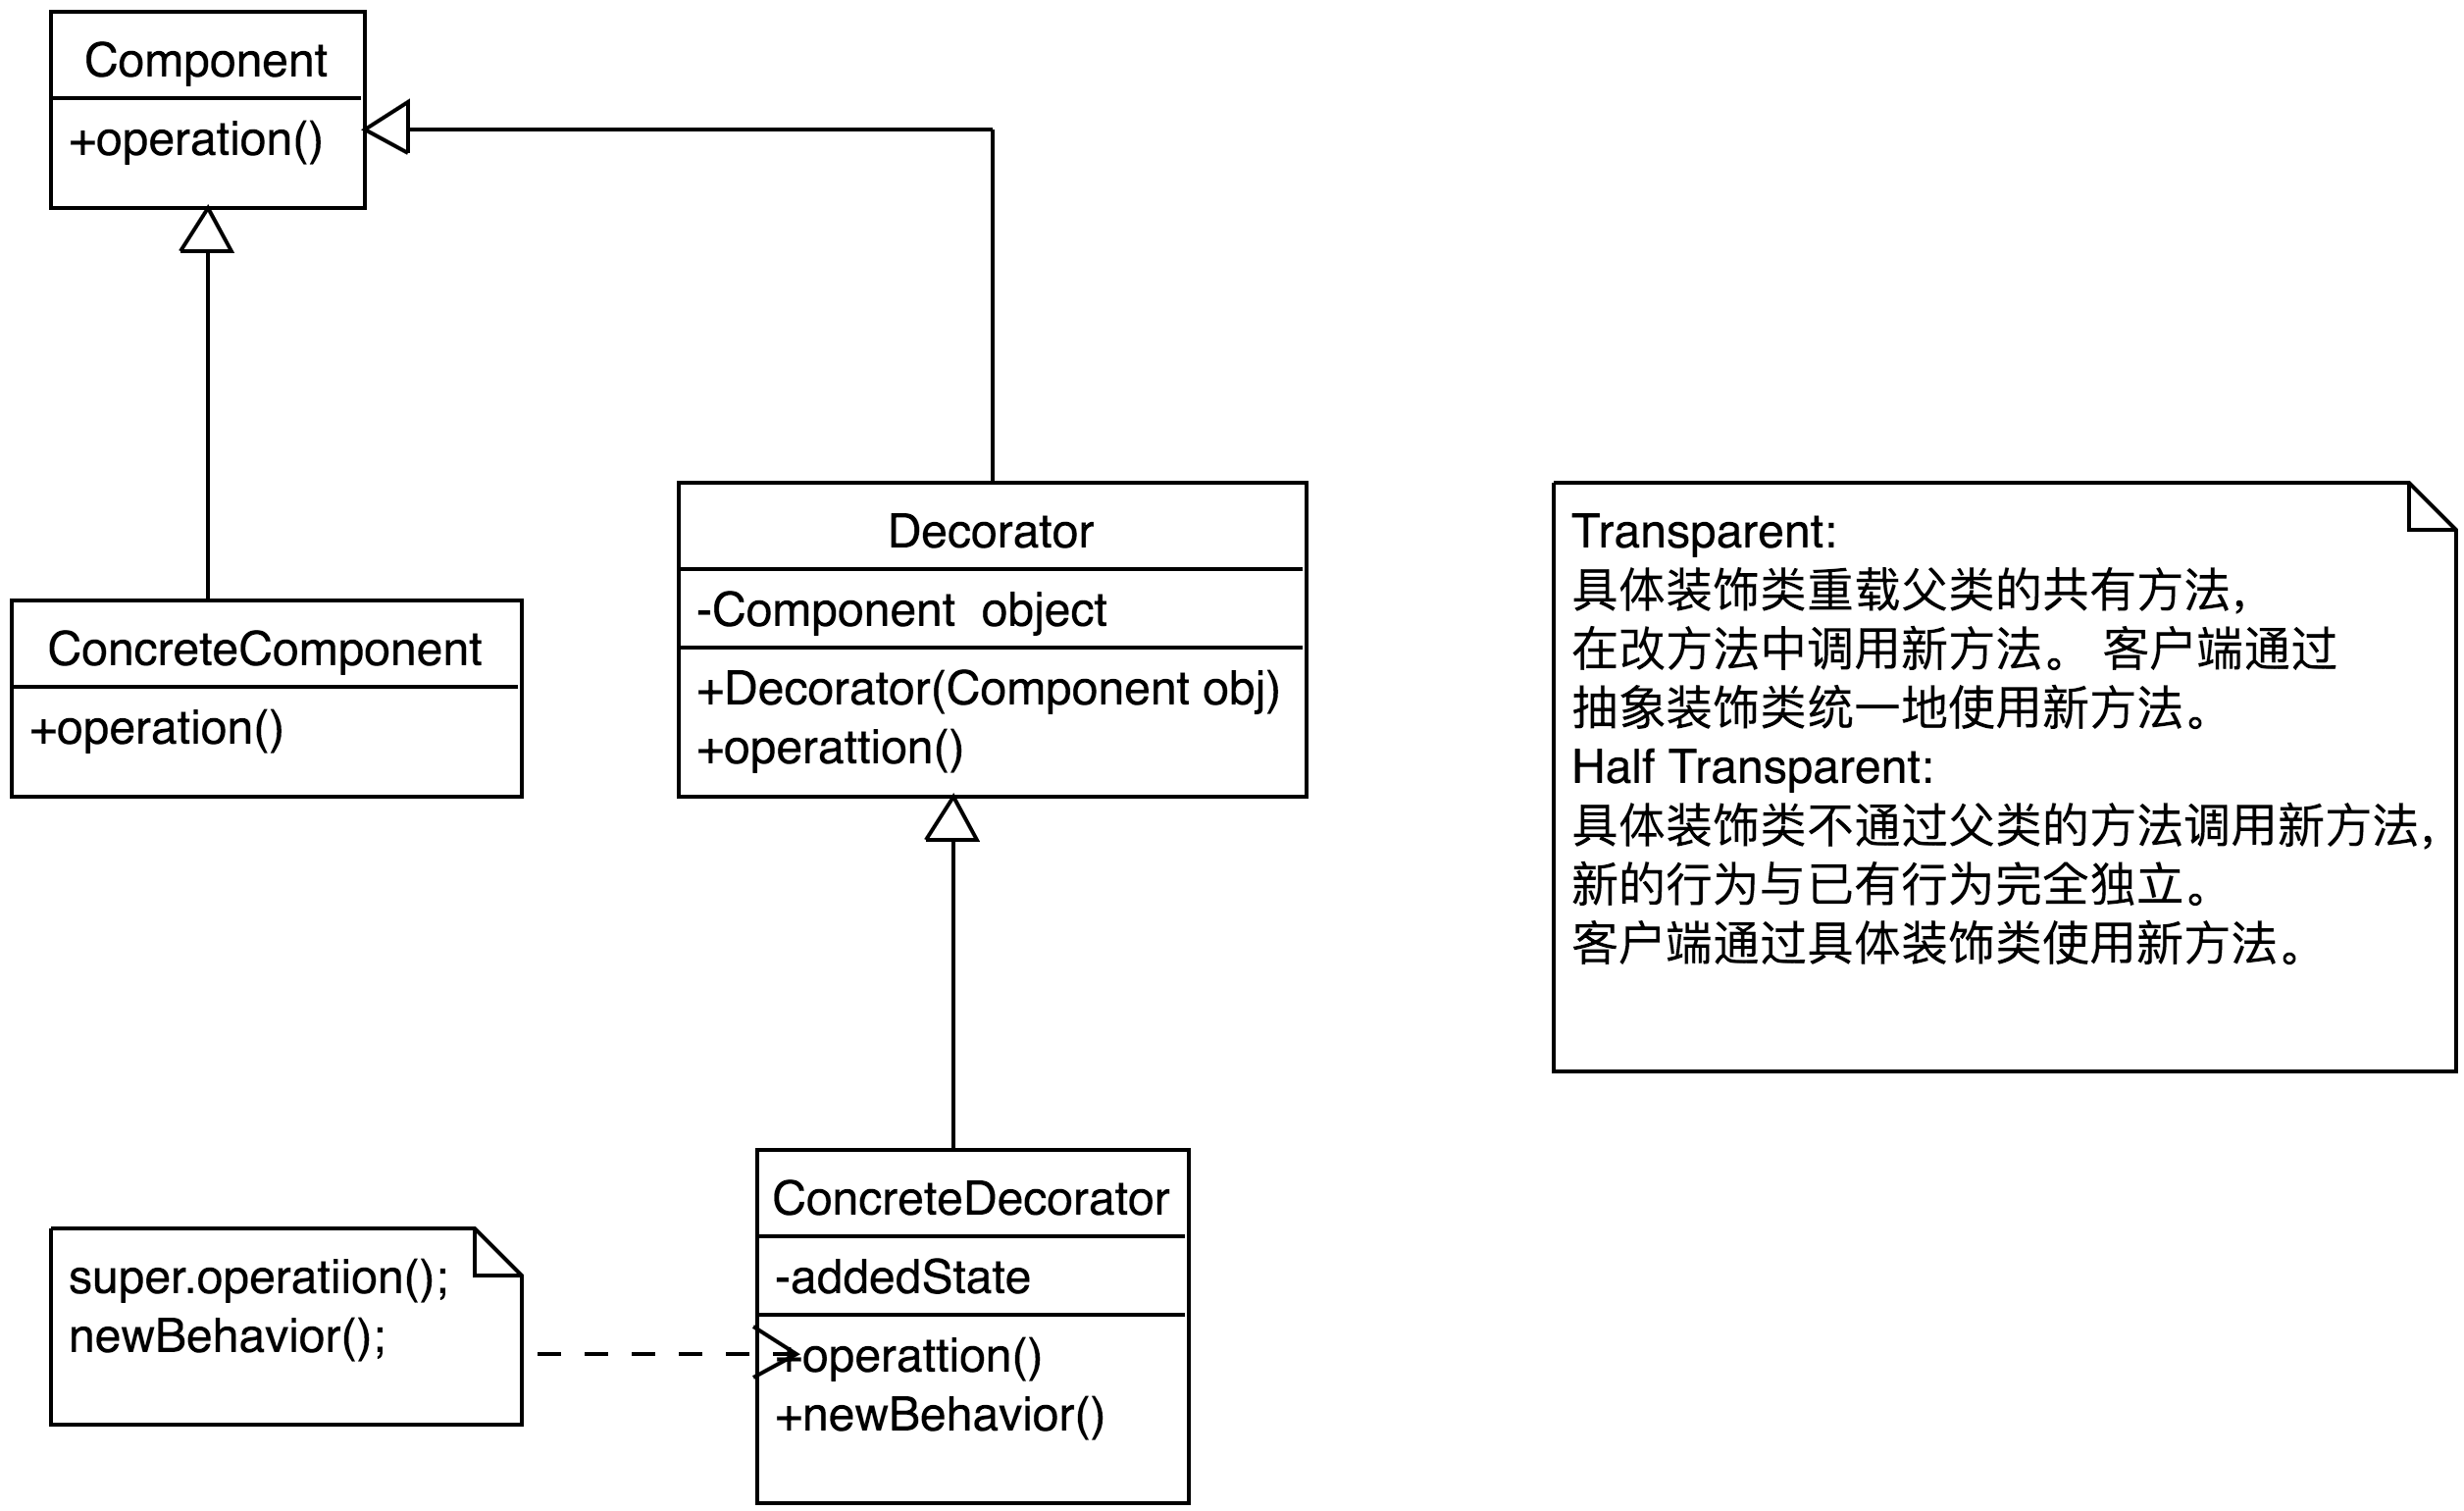 Component
+operation()
ConcreteComponent
+operation()
Decorator
-Component  object
+Decorator(Component obj)
+operattion()
Transparent:
具体装饰类重载父类的共有方法，
在改方法中调用新方法。 客户端通过
抽象装饰类统一地使用新方法。
Half Transparent:
具体装饰类不通过父类的方法调用新方法，
新的行为与已有行为完全独立。
客户端通过具体装饰类使用新方法。
super.operatiion();
newBehavior();
ConcreteDecorator
-addedState
+operattion()
+newBehavior()